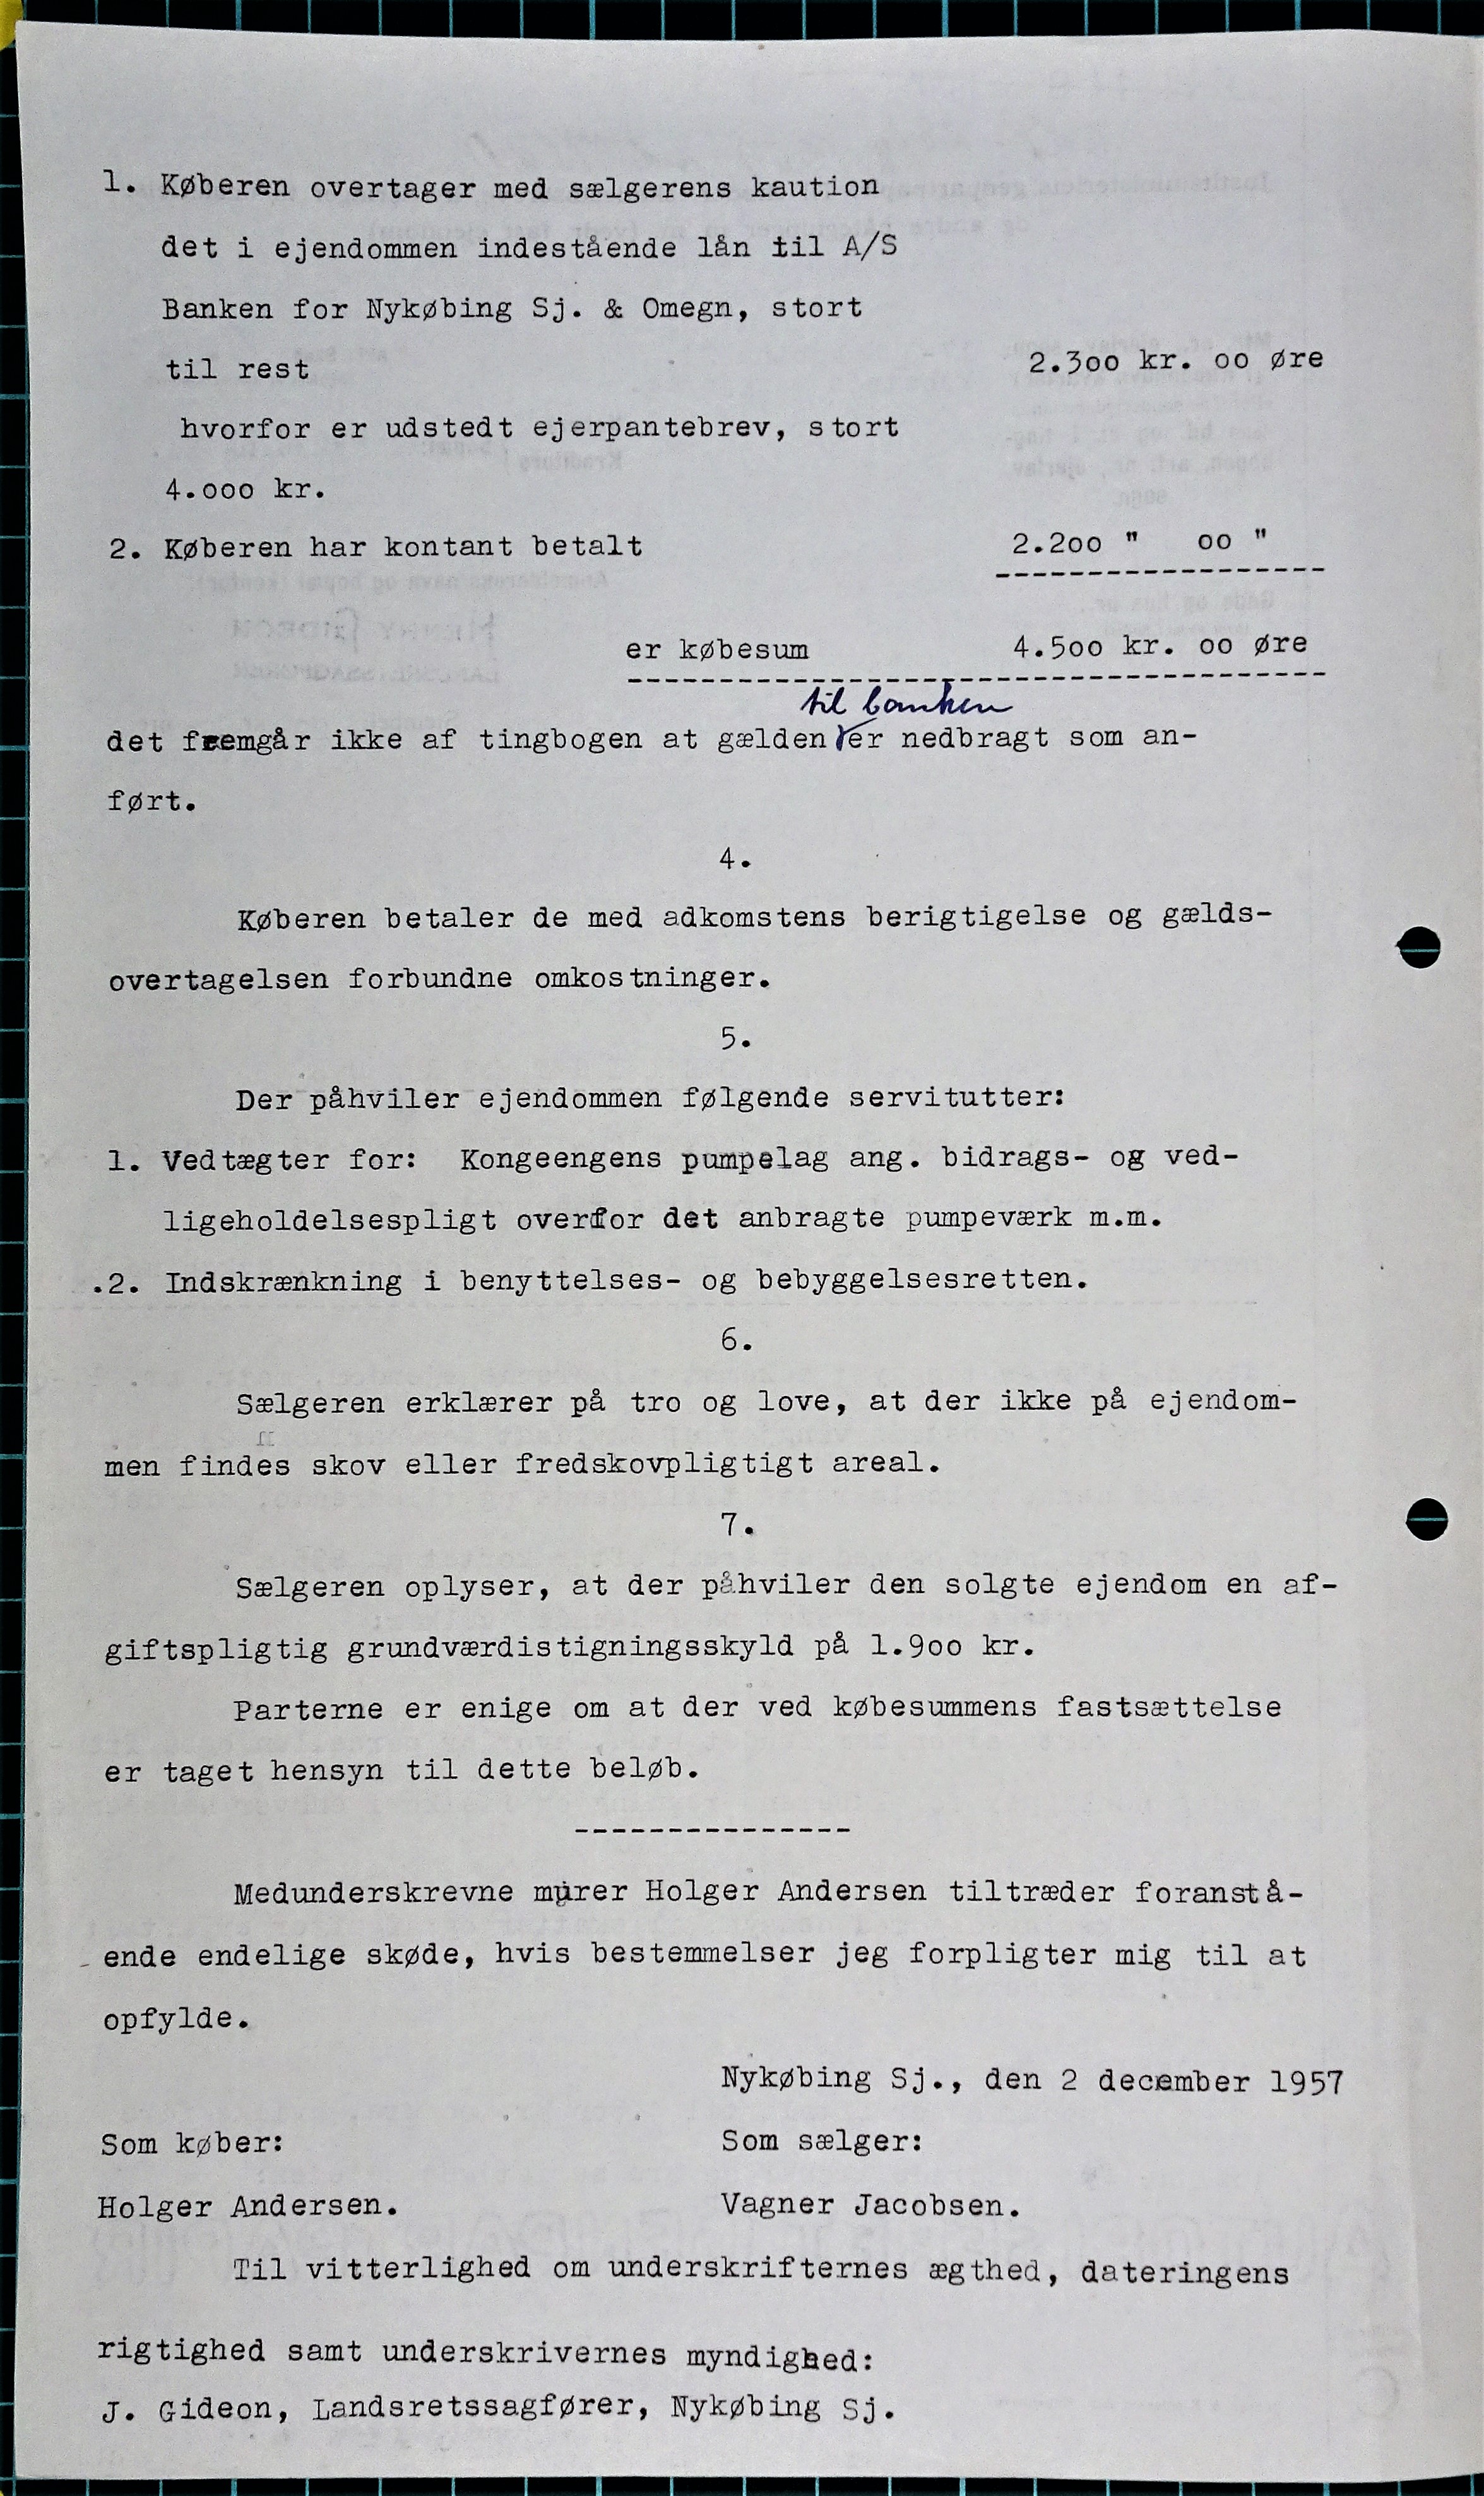 1. Køberen overtager med sælgerens kaution
det i ejendommen indestående lån til A/S
Banken for Nykøbing Sj. & Omegn, stort
til rest 2.3oo kr. oo øre
hvorfor er udstedt ejerpantebrev, stort
4.ooo kr.
2. Køberen har kontant betalt 2.2oo " oo "
------------------
er købesum 4.5oo kr. oo øre
--------------------------------------
til banken
det fremgår ikke af tingbogen at gælden er nedbragt som an-
ført.
4.
Køberen betaler de med adkomstens berigtigelse og gælds-
overtagelsen forbundne omkostninger.
5.
Der påhviler ejendommen følgende servitutter:
1. Vedtægter for: Kongeengens pumpelag ang. bidrags- og ved-
ligeholdelsespligt overfor det anbragte pumpeværk m.m.
.2. Indskrænkning i benyttelses- og bebyggelsesretten.
6.
Sælgeren erklærer på tro og love, at der ikke på ejendom-
men findes skov eller fredskovpligtigt areal.
7.
Sælgeren oplyser, at der påhviler den solgte ejendom en af-
giftspligtig grundværdistigningsskyld på 1.9oo kr.
Parterne er enige om at der ved købesummens fastsættelse
er taget hensyn til dette beløb.
---------------
Medunderskrevne murer Holger Andersen tiltræder foranstå-
ende endelige skøde, hvis bestemmelser jeg forpligter mig til at
opfylde.
Nykøbing Sj., den 2 december 1957
Som køber: Som sælger:
Holger Andersen. Vagner Jacobsen.
Til vitterlighed om underskrifternes ægthed, dateringens
rigtighed samt underskrivernes myndighed:
J. Gideon, Landsretssagfører, Nykøbing Sj.